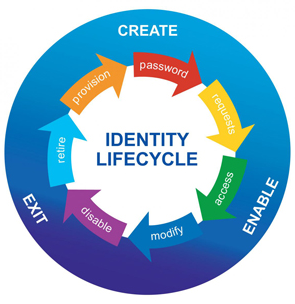 CREATE
provision
password
requests
access
modify
disable
retire
IDENTITY
LIFECYCLE
ENABLE
EXIT